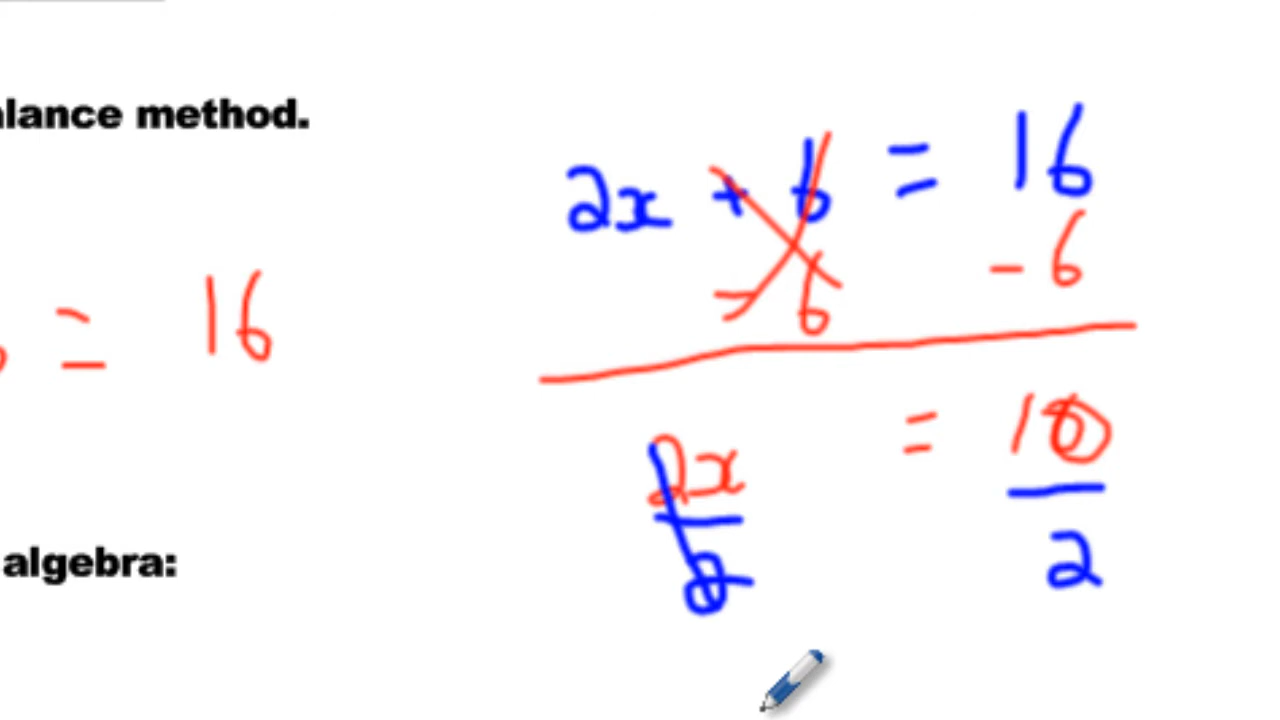 alance method.
2x + 6 = 16
- 6 - 6
= 16
2x = 10
2 2
algebra: